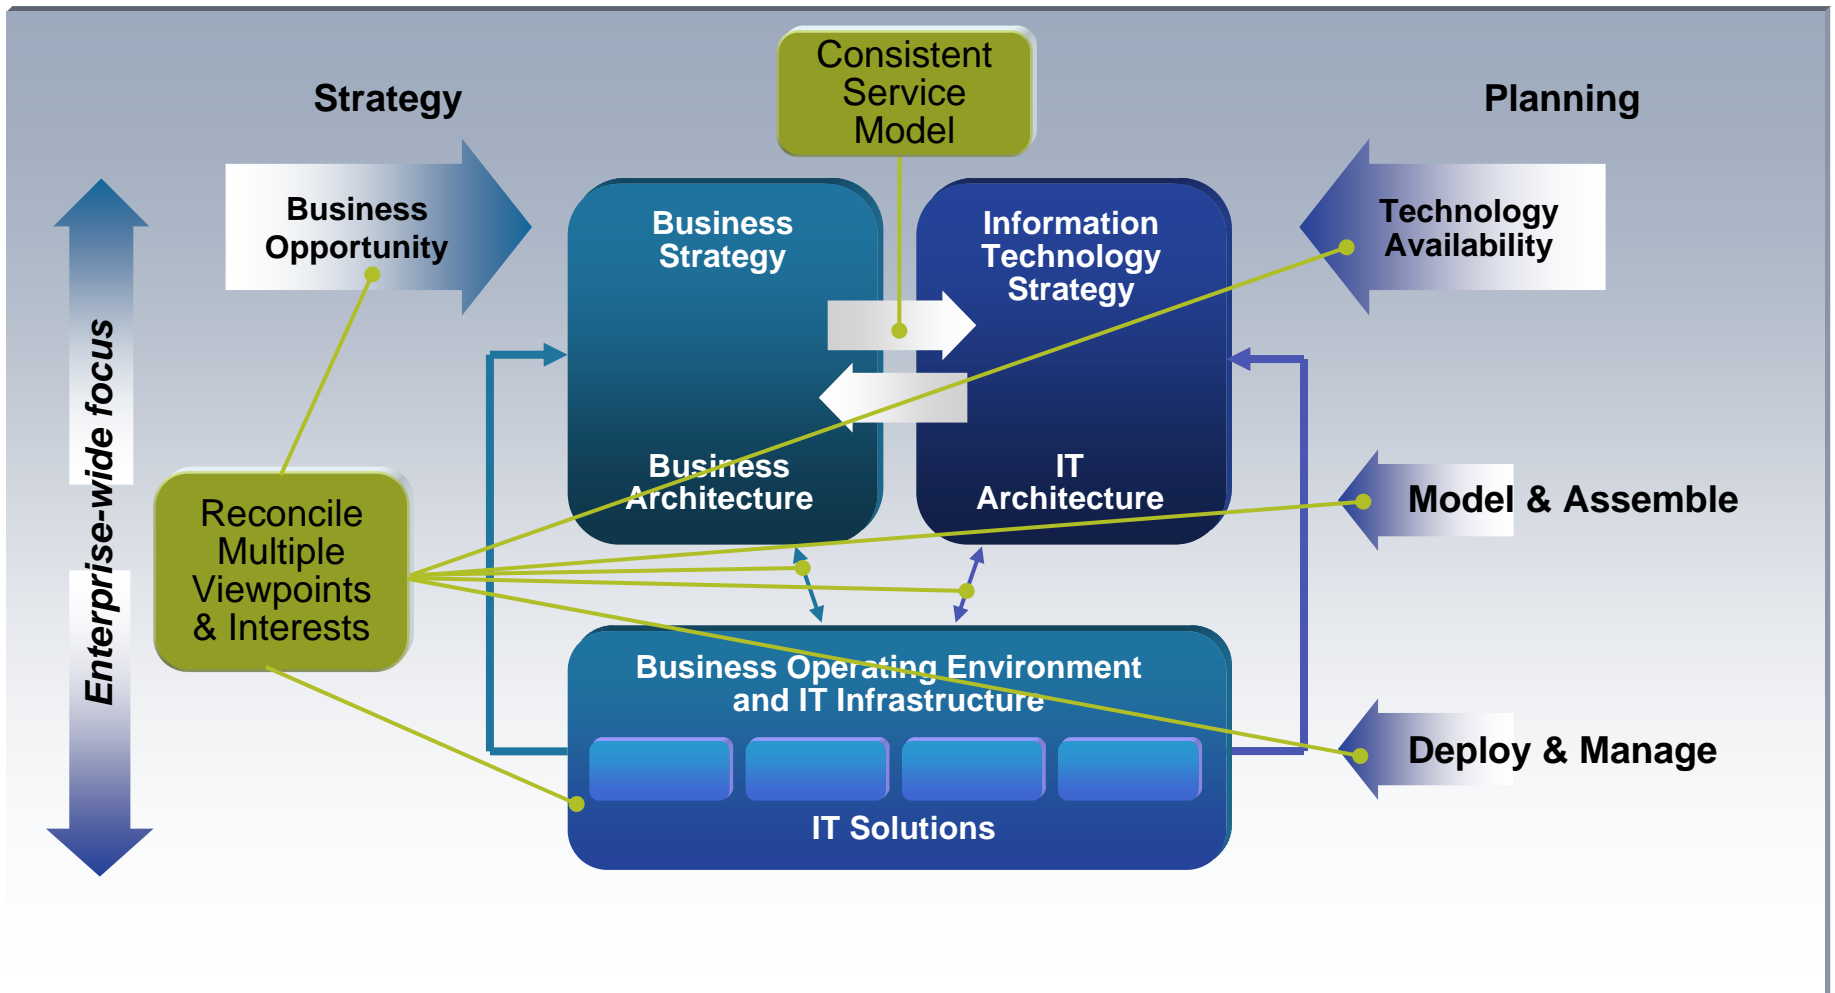 Consistent
Service
Model
Strategy
Planning
Business
Opportunity
Business
Strategy
Information
Technology
Strategy
Technology
Availability
Enterprise-wide focus
Business
Architecture
IT
Architecture
Model & Assemble
Reconcile
Multiple
Viewpoints
& Interests
Business Operating Environment
and IT Infrastructure
Deploy & Manage
IT Solutions